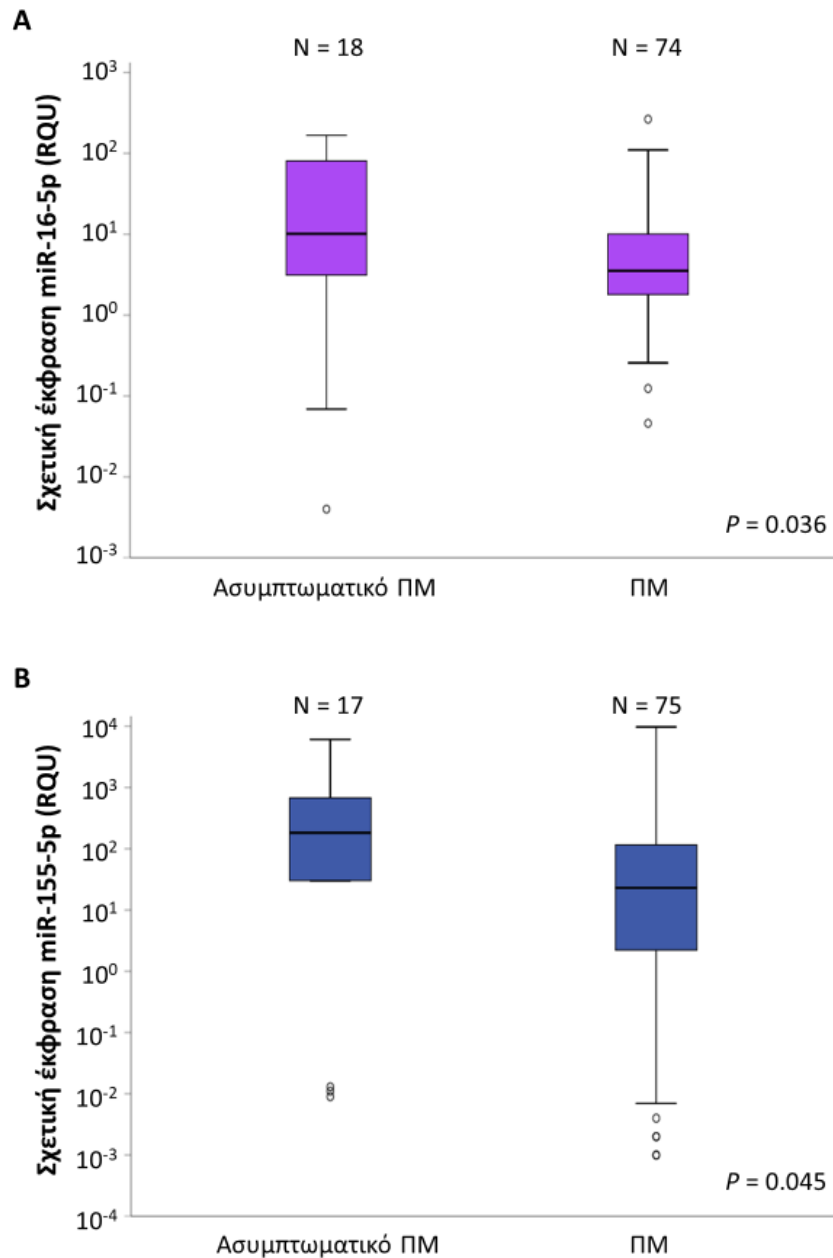 A
N = 18
N = 74
Σχετική έκφραση miR-16-5p (RQU)
10³
10²
10¹
10⁰
10⁻¹
10⁻²
10⁻³
P = 0.036
Ασυμπτωματικό ΠΜ
ΠΜ
B
N = 17
N = 75
Σχετική έκφραση miR-155-5p (RQU)
10⁴
10³
10²
10¹
10⁰
10⁻¹
10⁻²
10⁻³
10⁻⁴
P = 0.045
Ασυμπτωματικό ΠΜ
ΠΜ